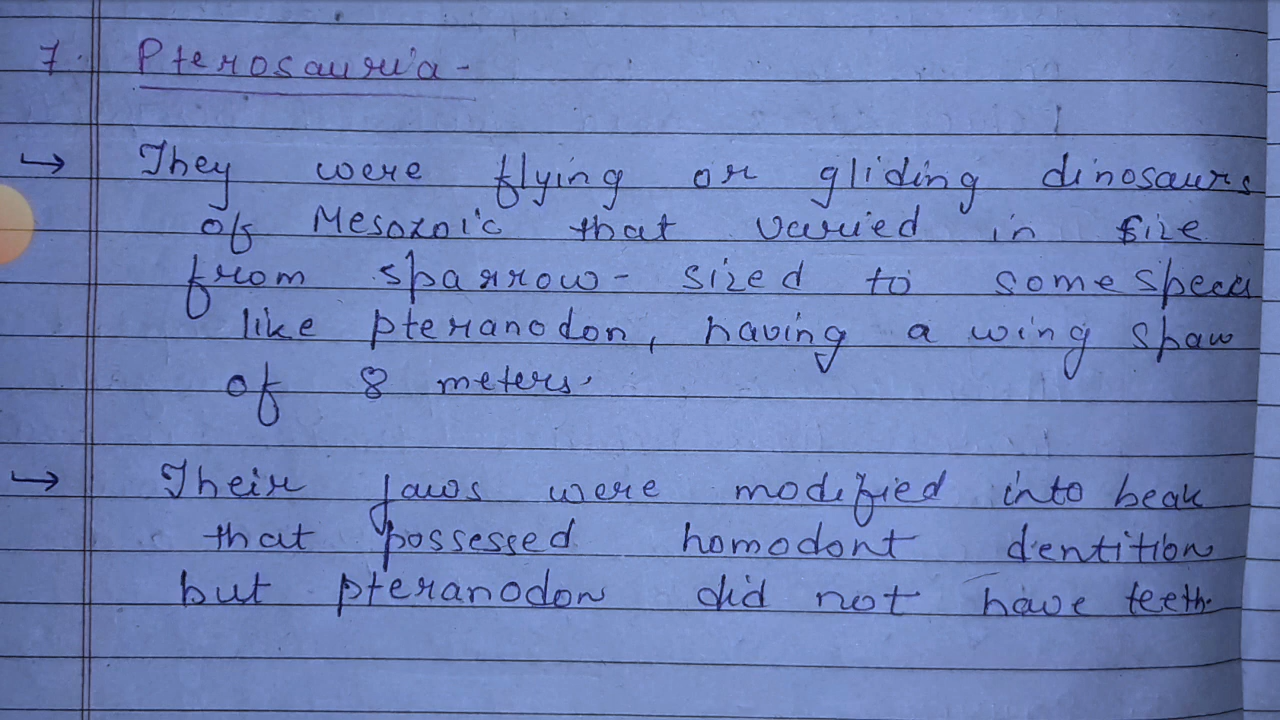 7. Pterosauria -
→ They were flying or gliding dinosaurs
of Mesozoic that varied in size
from sparrow-sized to some species
like pteranodon, having a wing span
of 8 meters.
→ Their jaws were modified into beak
that possessed homodont dentition
but pteranodon did not have teeth.